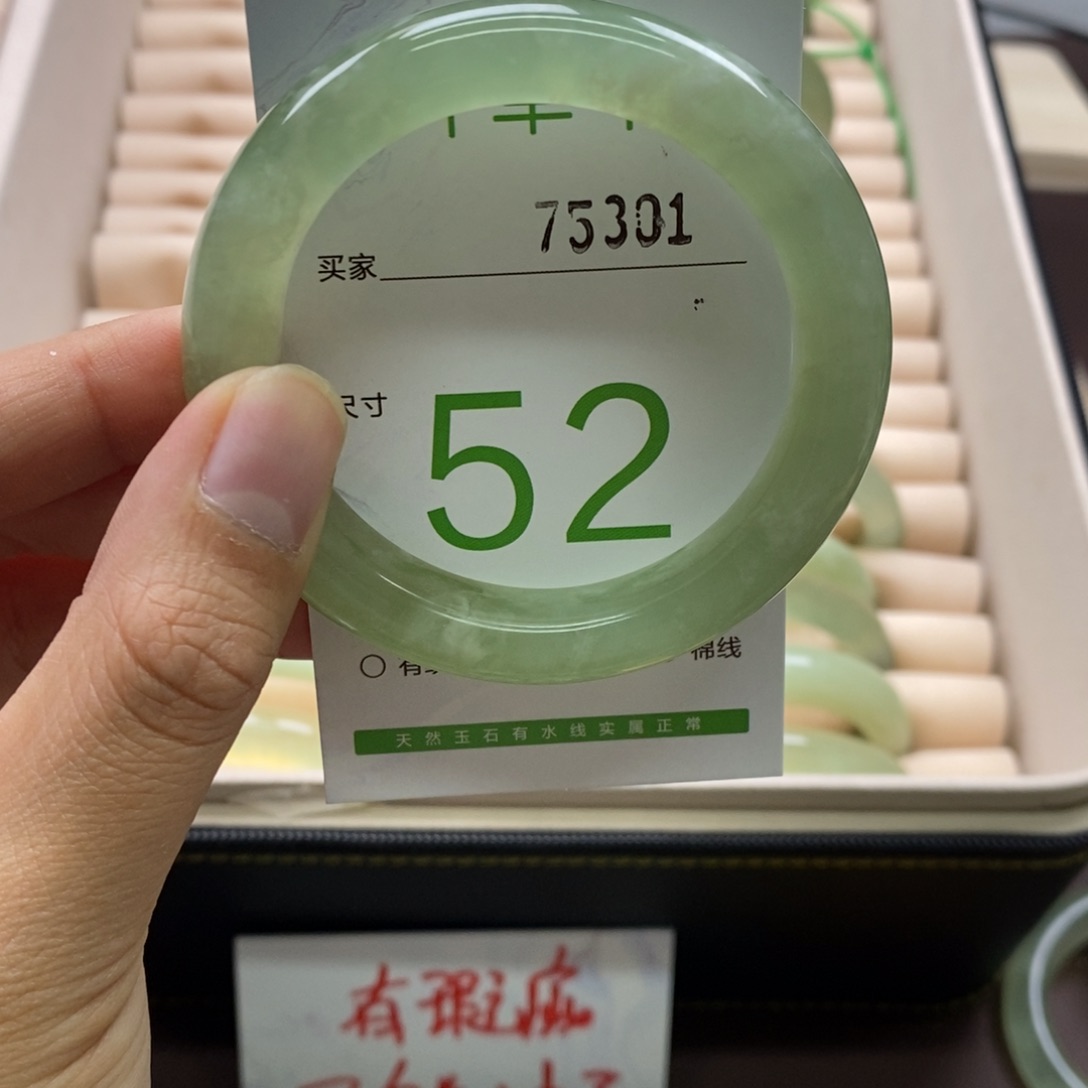 75301
买家
尺寸
52
棉线
天然玉石有水线实属正常
有瑕疵